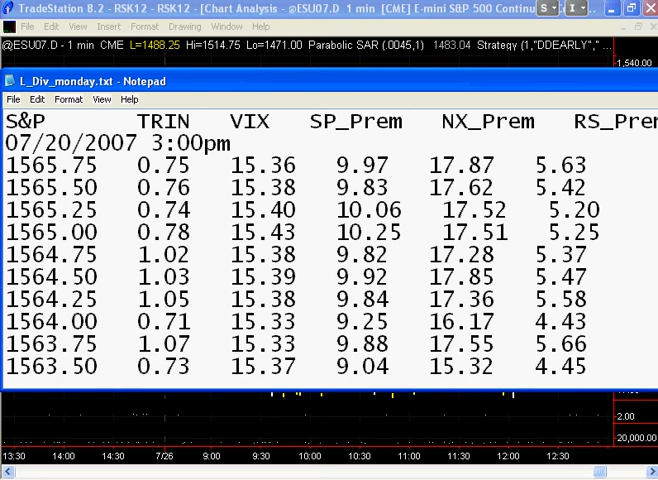 TradeStation 8.2 - RSK12 - RSK12 - [Chart Analysis - @ESU07.D 1 min [CME] E-mini S&P 500 Continu
S I
File Edit View Insert Format Drawing Window Help
@ESU07.D - 1 min CME L=1488.25 Hi=1514.75 Lo=1471.00 Parabolic SAR (.0045,1) 1483.04 Strategy (1,"DDEARLY"," ...
1,540.00
L_Div_monday.txt - Notepad
File Edit Format View Help
S&P TRIN VIX SP_Prem NX_Prem RS_Prem
07/20/2007 3:00pm
1565.75 0.75 15.36 9.97 17.87 5.63
1565.50 0.76 15.38 9.83 17.62 5.42
1565.25 0.74 15.40 10.06 17.52 5.20
1565.00 0.78 15.43 10.25 17.51 5.25
1564.75 1.02 15.38 9.82 17.28 5.37
1564.50 1.03 15.39 9.92 17.85 5.47
1564.25 1.05 15.38 9.84 17.36 5.58
1564.00 0.71 15.33 9.25 16.17 4.43
1563.75 1.07 15.33 9.88 17.55 5.66
1563.50 0.73 15.37 9.04 15.32 4.45
2.00
20,000.00
13:30 14:00 14:30 7/26 9:00 9:30 10:00 10:30 11:00 11:30 12:00 12:30